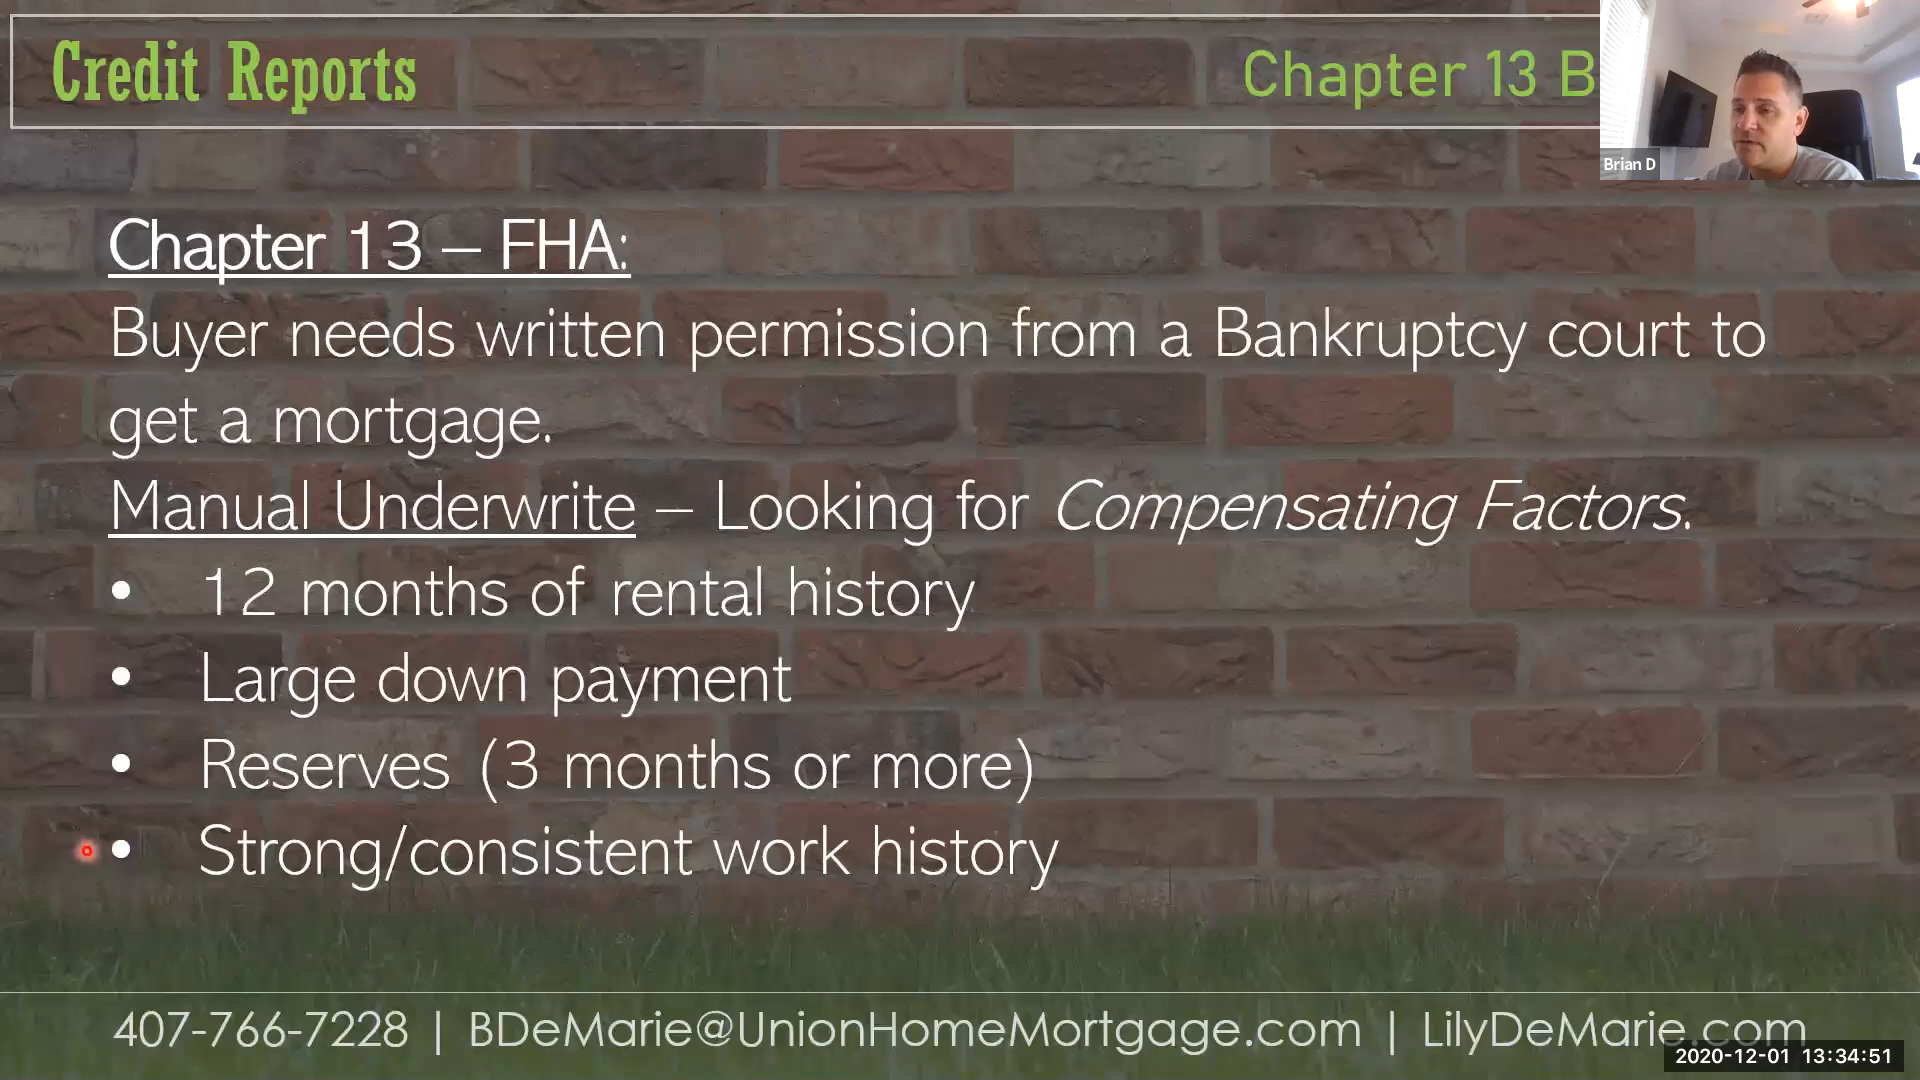 Credit Reports
Chapter 13 B
Brian D
Chapter 13 – FHA:
Buyer needs written permission from a Bankruptcy court to
get a mortgage.
Manual Underwrite – Looking for Compensating Factors.
• 12 months of rental history
• Large down payment
• Reserves (3 months or more)
• Strong/consistent work history
407-766-7228 | BDeMarie@UnionHomeMortgage.com | LilyDeMarie.com
2020-12-01 13:34:51